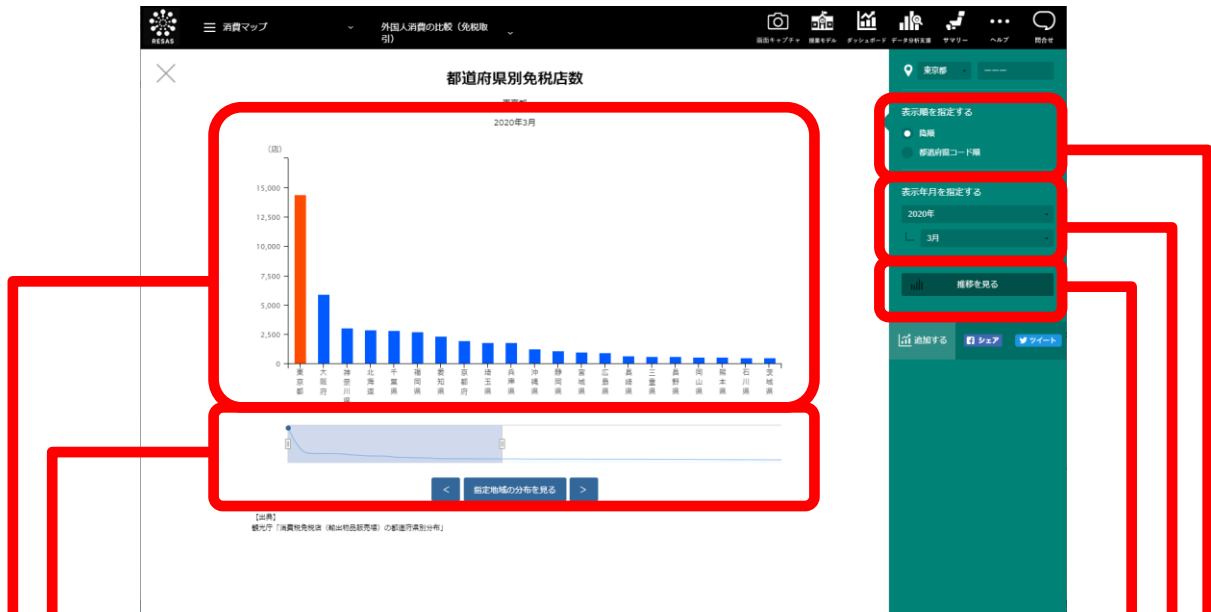 RESAS
消費マップ
外国人消費の比較（免税取
引）
画面キャプチャ
授業モデル
ダッシュボード
データ分析支援
サマリー
ヘルプ
問合せ
都道府県別免税店数
2020年3月
（店）
15,000
12,500
10,000
7,500
5,000
2,500
0
東京都
大阪府
神奈川県
北海道
千葉県
福岡県
愛知県
京都府
埼玉県
兵庫県
沖縄県
静岡県
宮城県
広島県
長崎県
三重県
長野県
岡山県
熊本県
石川県
茨城県
<
指定地域の分布を見る
>
【出典】
観光庁「消費税免税店（輸出物品販売場）の都道府県別分布」
東京都
---
表示順を指定する
降順
都道府県コード順
表示年月を指定する
2020年
3月
推移を見る
追加する
シェア
ツイート